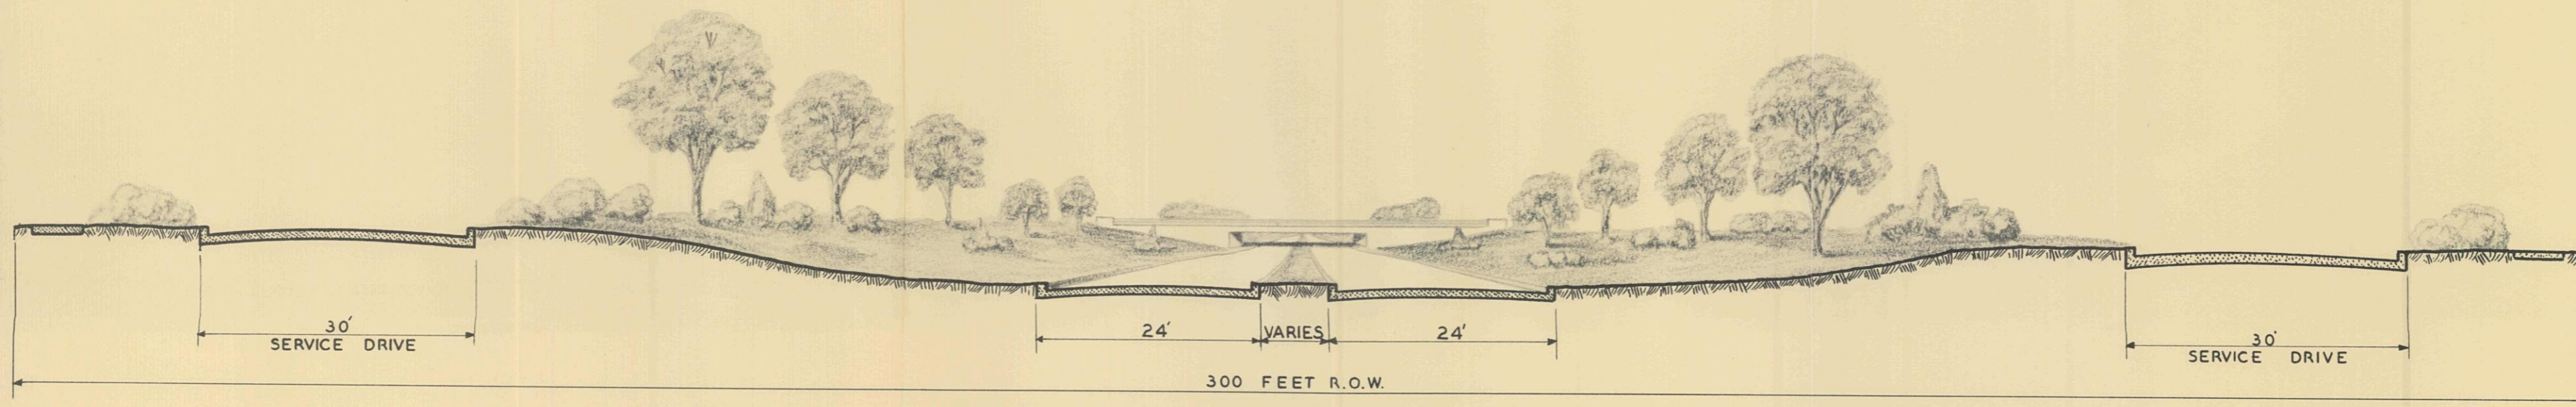 30'
SERVICE DRIVE
24'
VARIES
24'
30'
SERVICE DRIVE
300 FEET R.O.W.